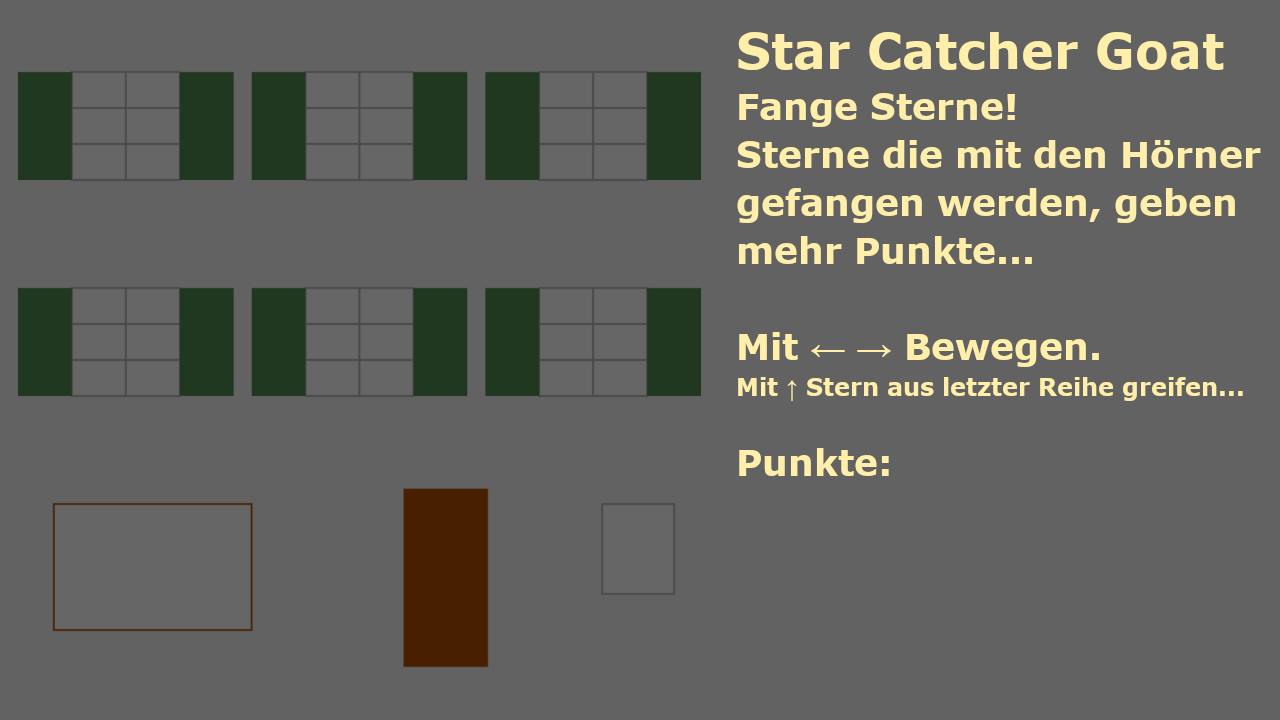 Star Catcher Goat
Fange Sterne!
Sterne die mit den Hörner
gefangen werden, geben
mehr Punkte...
Mit ←→ Bewegen.
Mit ↑ Stern aus letzter Reihe greifen...
Punkte: